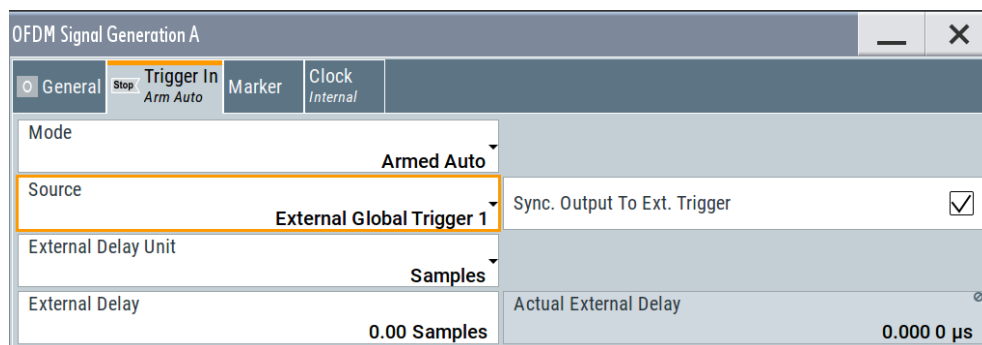 OFDM Signal Generation A
O General
Stop Trigger In
Arm Auto
Marker
Clock
Internal
Mode
Armed Auto
Source
External Global Trigger 1
Sync. Output To Ext. Trigger
External Delay Unit
Samples
External Delay
0.00 Samples
Actual External Delay
0.000 0 µs